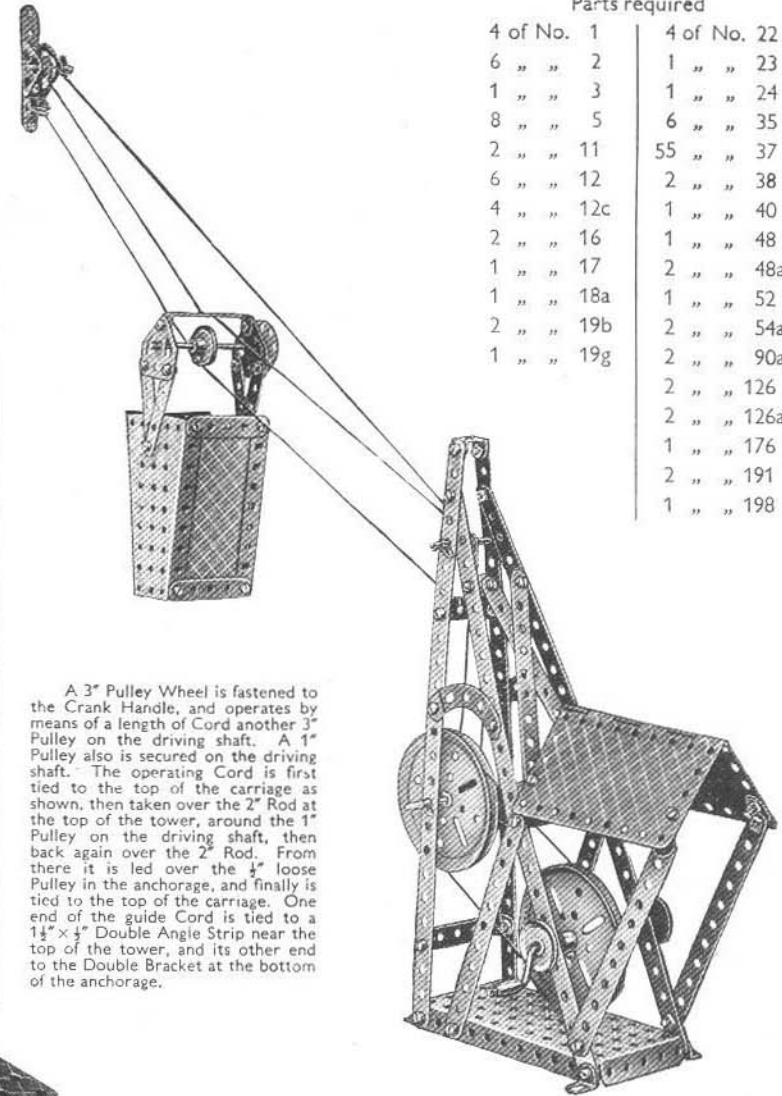 Parts required
4 of No. 1
6 „ „ 2
1 „ „ 3
8 „ „ 5
2 „ „ 11
6 „ „ 12
4 „ „ 12c
2 „ „ 16
1 „ „ 17
1 „ „ 18a
2 „ „ 19b
1 „ „ 19g
4 of No. 22
1 „ „ 23
1 „ „ 24
6 „ „ 35
55 „ „ 37
2 „ „ 38
1 „ „ 40
1 „ „ 48
2 „ „ 48a
1 „ „ 52
2 „ „ 54a
2 „ „ 90a
2 „ „ 126
2 „ „ 126a
1 „ „ 176
2 „ „ 191
1 „ „ 198
A 3″ Pulley Wheel is fastened to
the Crank Handle, and operates by
means of a length of Cord another 3″
Pulley on the driving shaft. A 1″
Pulley also is secured on the driving
shaft. The operating Cord is first
tied to the top of the carriage as
shown, then taken over the 2″ Rod at
the top of the tower, around the 1″
Pulley on the driving shaft, then
back again over the 2″ Rod. From
there it is led over the ½″ loose
Pulley in the anchorage, and finally is
tied to the top of the carriage. One
end of the guide Cord is tied to a
1½″ × ½″ Double Angle Strip near the
top of the tower, and its other end
to the Double Bracket at the bottom
of the anchorage.